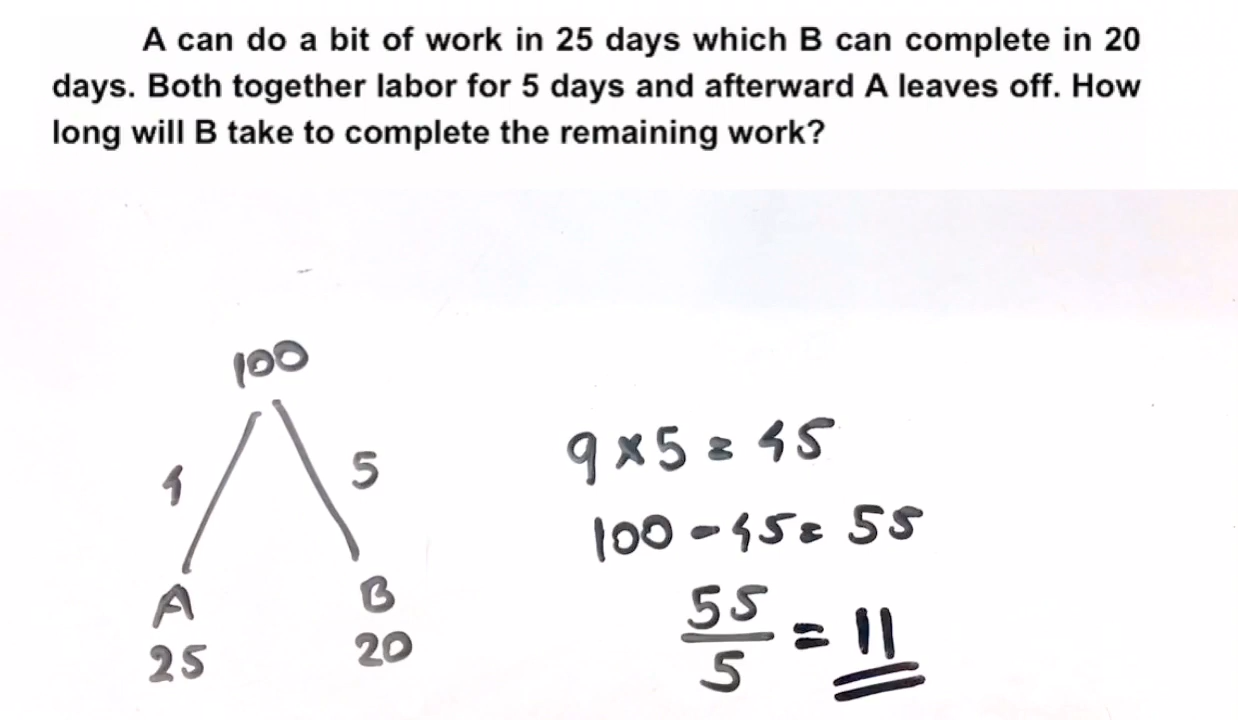 A can do a bit of work in 25 days which B can complete in 20
days. Both together labor for 5 days and afterward A leaves off. How
long will B take to complete the remaining work?
100
4
5
A
B
25
20
9 × 5 = 45
100 - 45 = 55
55
5
= 11